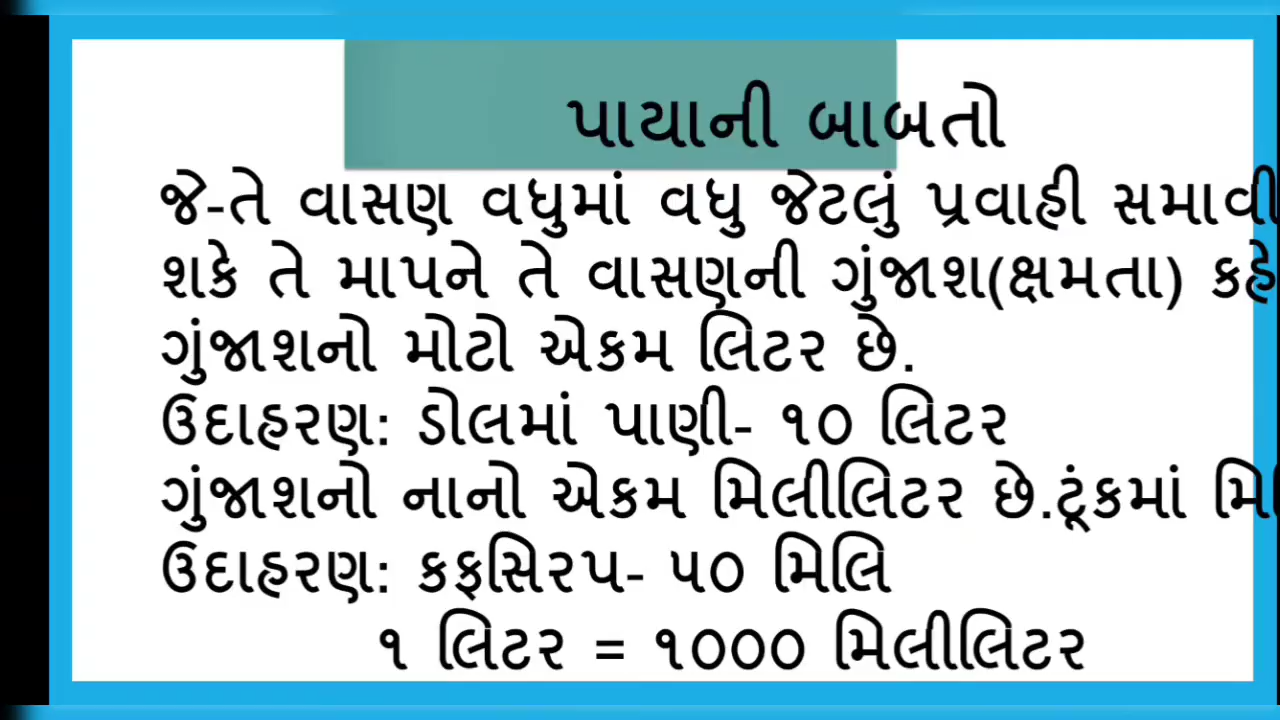 પાયાની બાબતો
જે-તે વાસણ વધુમાં વધુ જેટલું પ્રવાહી સમાવી
શકે તે માપને તે વાસણની ગુંજાશ(ક્ષમતા) કહે
ગુંજાશનો મોટો એકમ લિટર છે.
ઉદાહરણ: ડોલમાં પાણી- ૧૦ લિટર
ગુંજાશનો નાનો એકમ મિલીલિટર છે.ટૂંકમાં
ઉદાહરણ: કફસિરપ- ૫૦ મિલિ
૧ લિટર = ૧૦૦૦ મિલીલિટર